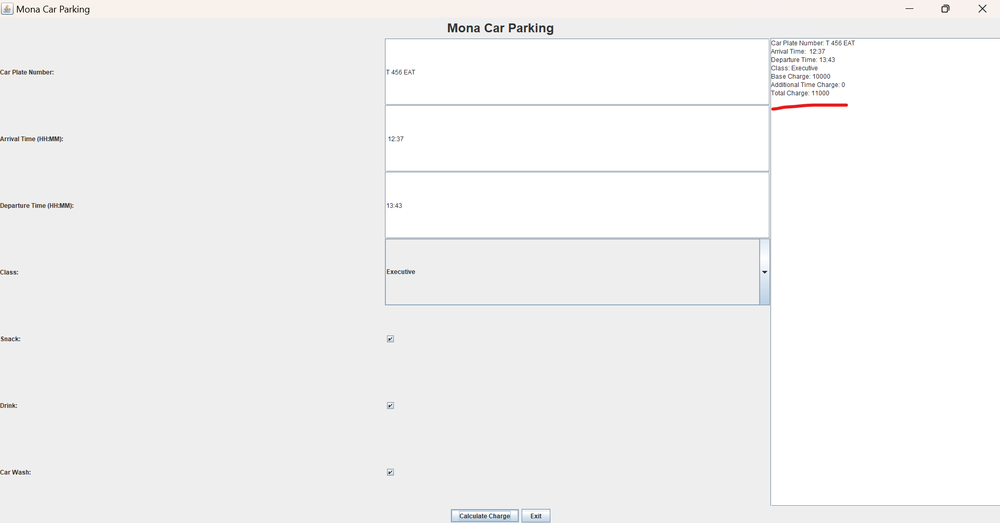 Mona Car Parking
Mona Car Parking
Car Plate Number:
T 456 EAT
Arrival Time (HH:MM):
12:37
Departure Time (HH:MM):
13:43
Class:
Executive
Snack:
Drink:
Car Wash:
Car Plate Number: T 456 EAT
Arrival Time:  12:37
Departure Time: 13:43
Class: Executive
Base Charge: 10000
Additional Time Charge: 0
Total Charge: 11000
Calculate Charge
Exit